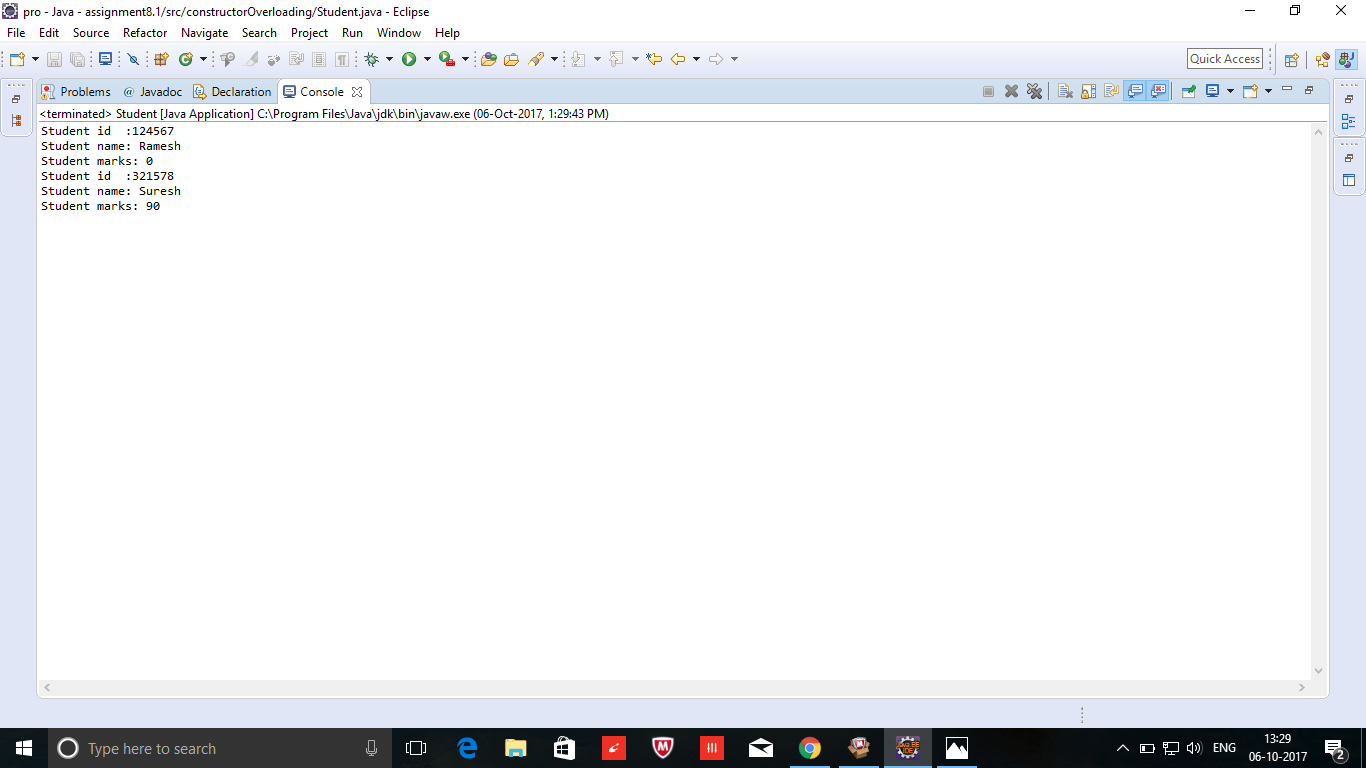 pro - Java - assignment8.1/src/constructorOverloading/Student.java - Eclipse
File Edit Source Refactor Navigate Search Project Run Window Help
Quick Access
Problems @ Javadoc Declaration Console
<terminated> Student [Java Application] C:\Program Files\Java\jdk\bin\javaw.exe (06-Oct-2017, 1:29:43 PM)
Student id  :124567
Student name: Ramesh
Student marks: 0
Student id  :321578
Student name: Suresh
Student marks: 90
Type here to search
ENG
13:29
06-10-2017
2